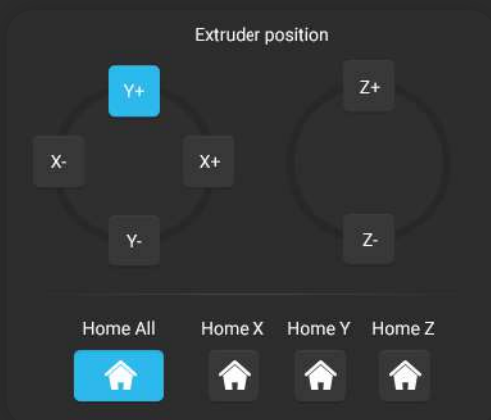 Extruder position
Y+
Z+
X-
X+
Y-
Z-
Home All
Home X
Home Y
Home Z